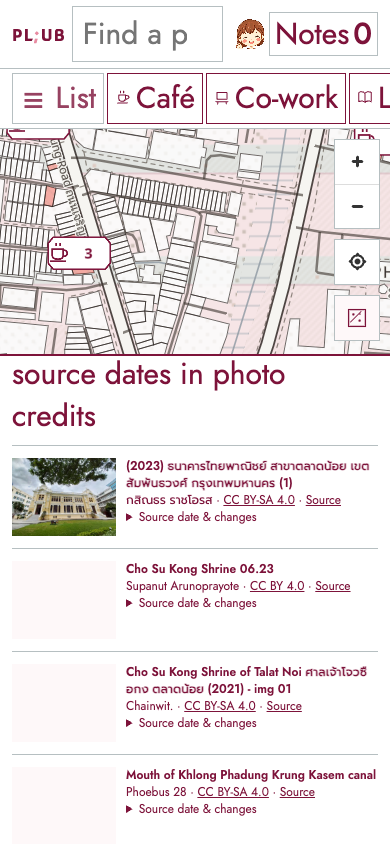 PL;UB
Find a p
Notes 0
List
Café
Co-work
L
3
source dates in photo
credits
(2023) ธนาคารไทยพาณิชย์ สาขาตลาดน้อย เขต
สัมพันธวงศ์ กรุงเทพมหานคร (1)
กสิณธร ราชโอรส · CC BY-SA 4.0 · Source
Source date & changes
Cho Su Kong Shrine 06.23
Supanut Arunoprayote · CC BY 4.0 · Source
Source date & changes
Cho Su Kong Shrine of Talat Noi ศาลเจ้าโจวซื
อกง ตลาดน้อย (2021) - img 01
Chainwit. · CC BY-SA 4.0 · Source
Source date & changes
Mouth of Khlong Phadung Krung Kasem canal
Phoebus 28 · CC BY-SA 4.0 · Source
Source date & changes